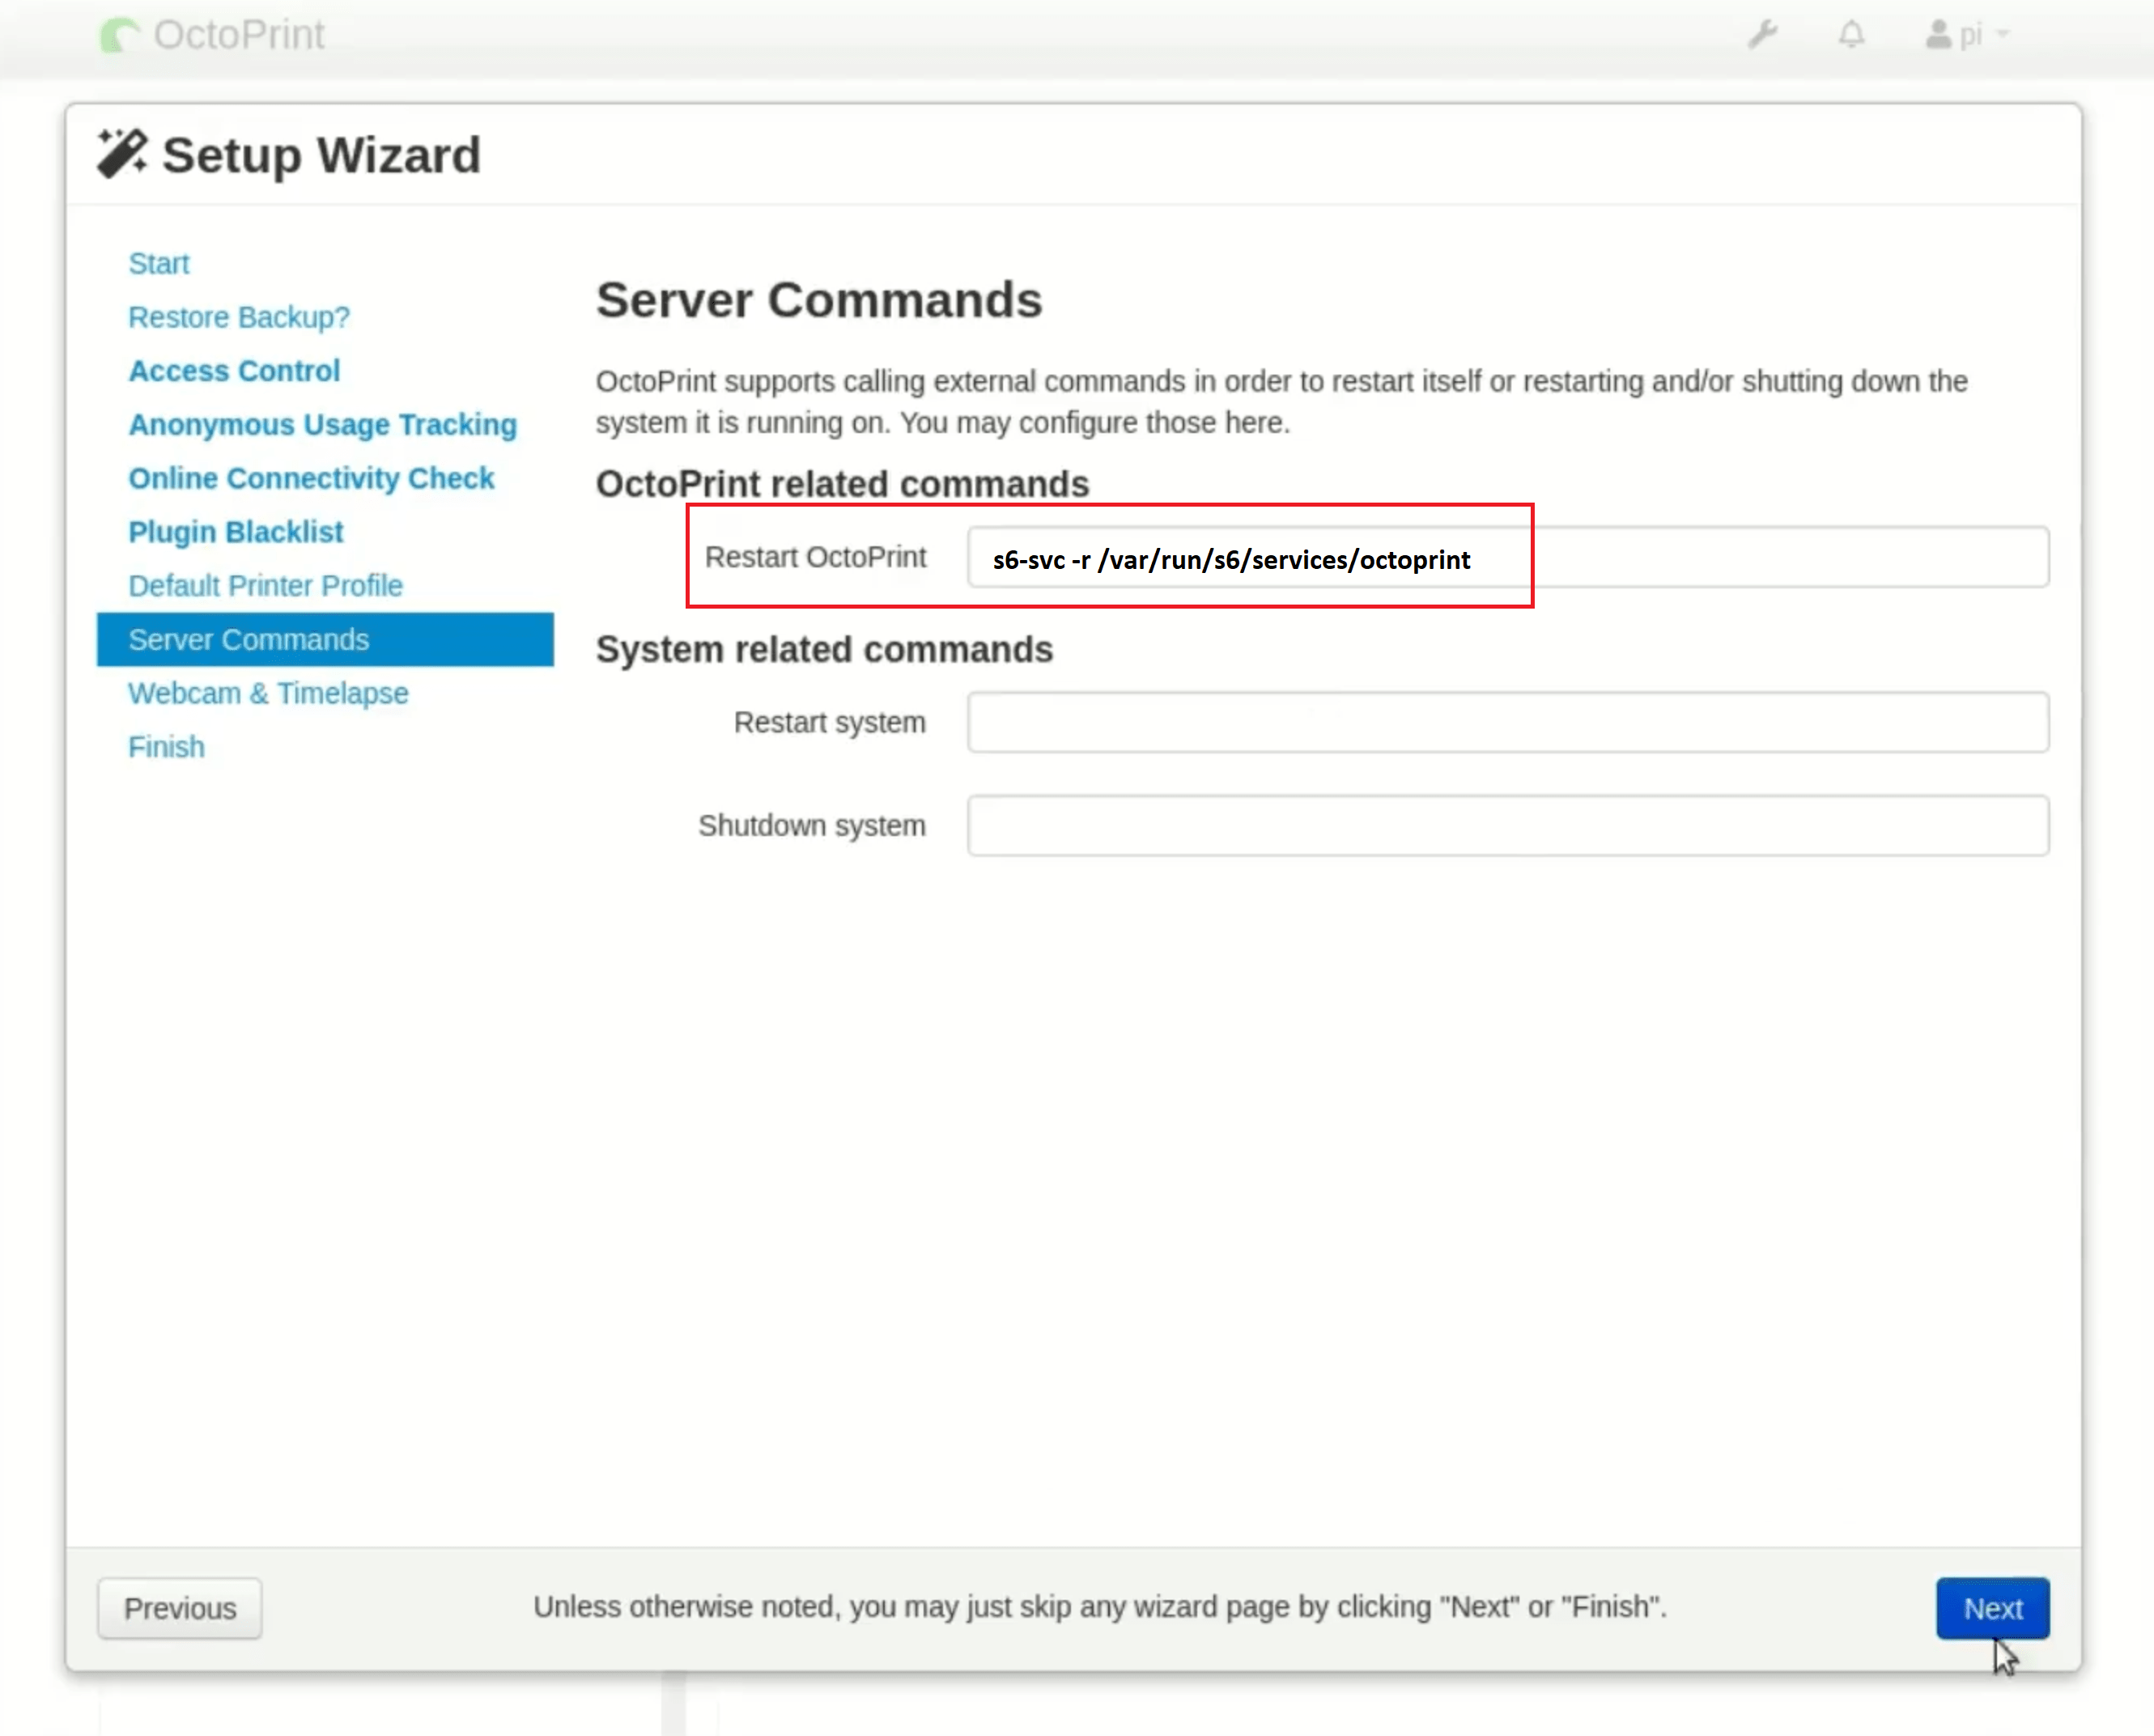 OctoPrint
pi
Setup Wizard
Start
Restore Backup?
Access Control
Anonymous Usage Tracking
Online Connectivity Check
Plugin Blacklist
Default Printer Profile
Server Commands
Webcam & Timelapse
Finish
Server Commands
OctoPrint supports calling external commands in order to restart itself or restarting and/or shutting down the
system it is running on. You may configure those here.
OctoPrint related commands
Restart OctoPrint s6-svc -r /var/run/s6/services/octoprint
System related commands
Restart system
Shutdown system
Previous
Unless otherwise noted, you may just skip any wizard page by clicking "Next" or "Finish".
Next